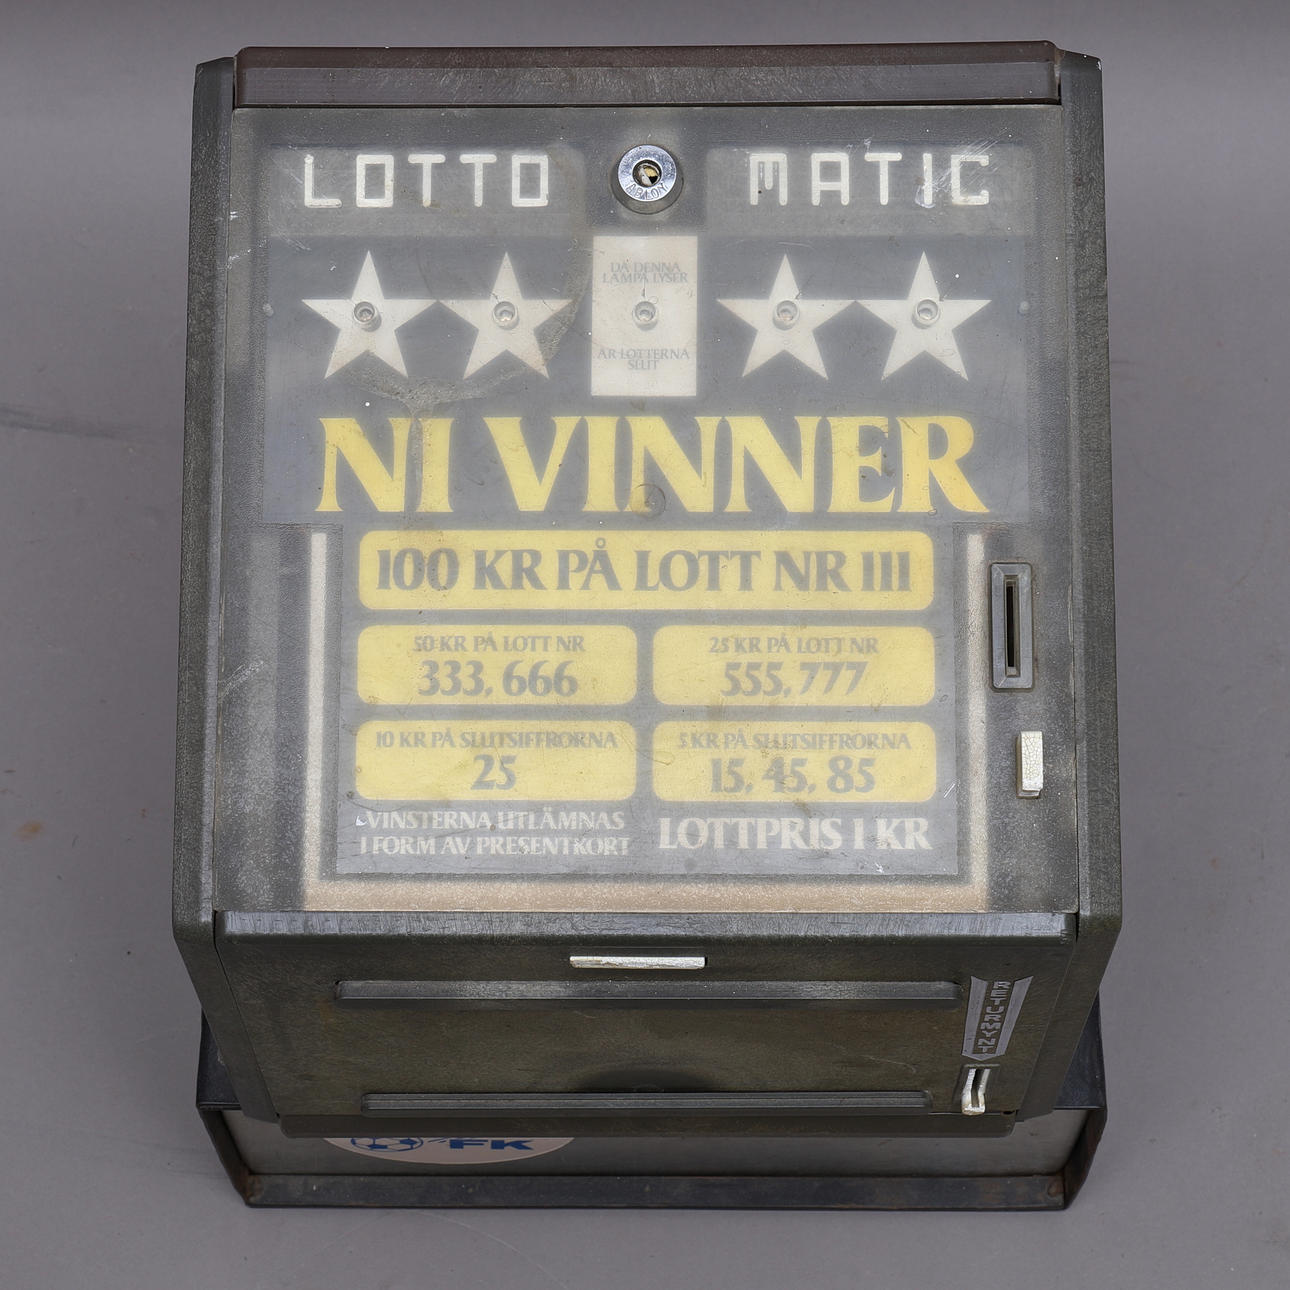 LOTTO MATIC
ABLOY
DÅ DENNA
LAMPA LYSER
ÄR LOTTERNA
SLUT
NI VINNER
100 KR PÅ LOTT NR 111
50 KR PÅ LOTT NR
333, 666
25 KR PÅ LOTT NR
555, 777
10 KR PÅ SLUTSIFFRORNA
25
5 KR PÅ SLUTSIFFRORNA
15, 45, 85
VINSTERNA UTLÄMNAS
I FORM AV PRESENTKORT
LOTTPRIS 1 KR
RETURMYNT
FK